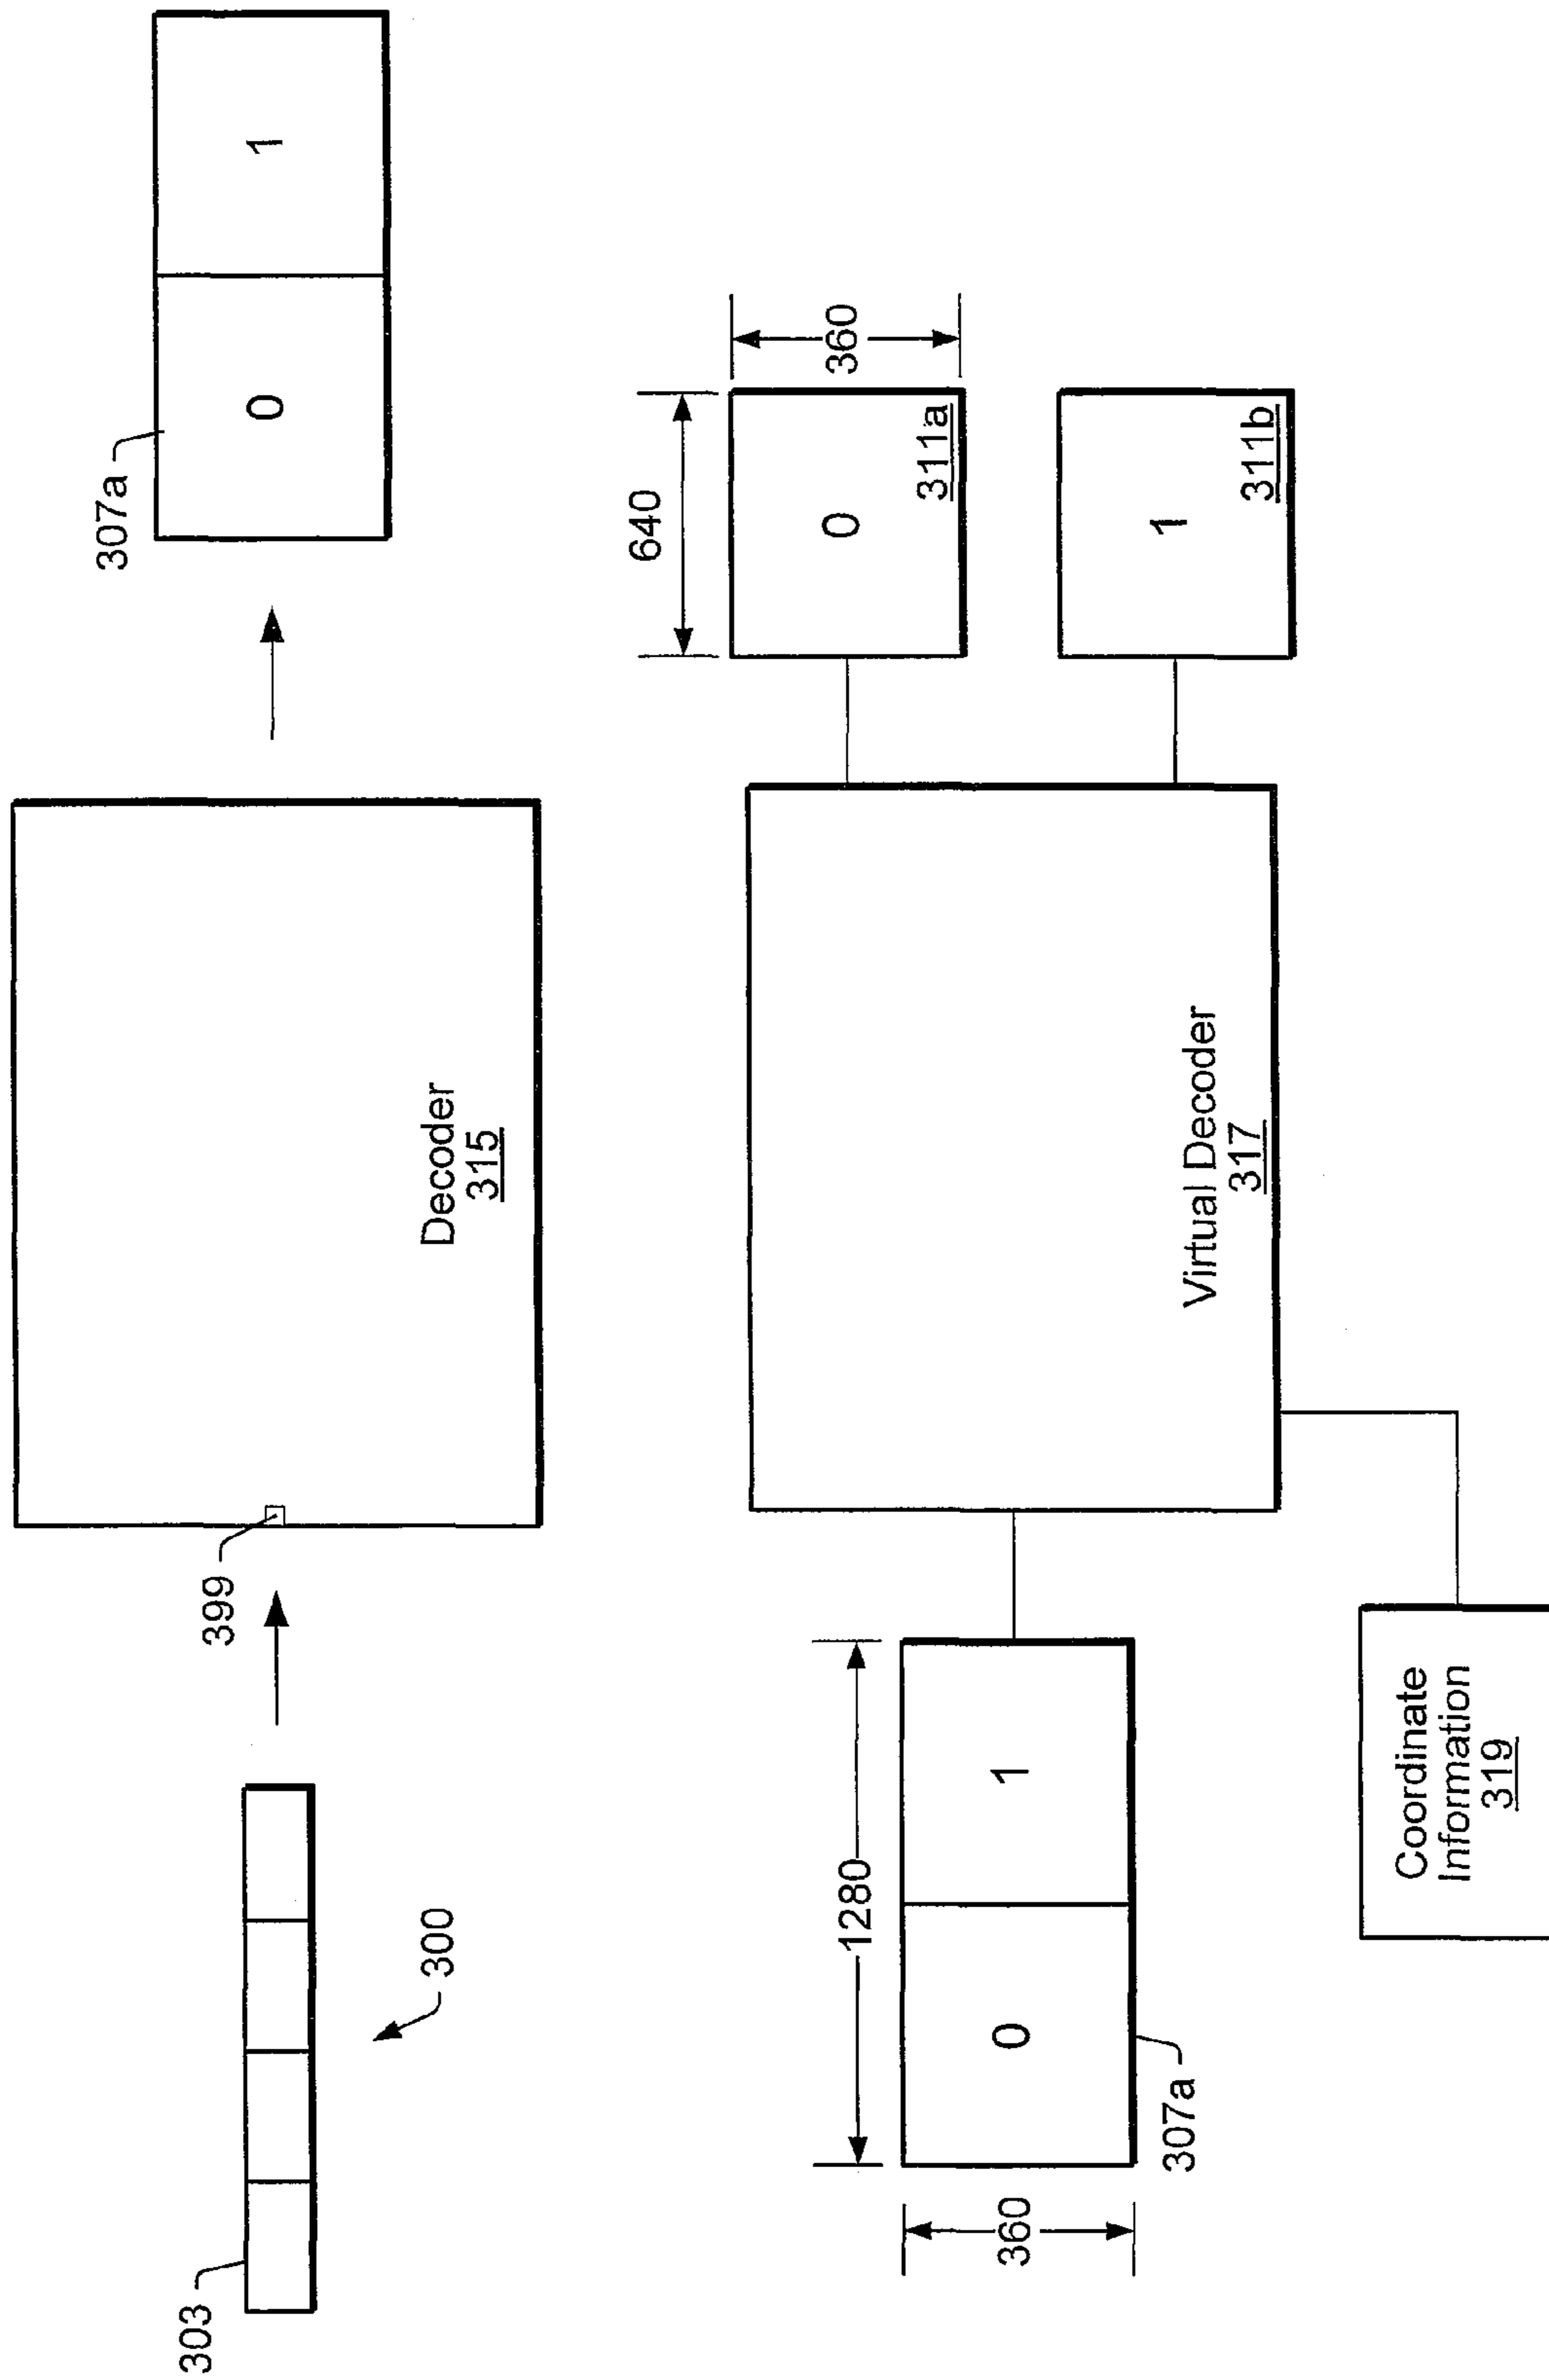 303
300
399
Decoder
315
307a
0
1
360
1280
0
1
307a
Virtual Decoder
317
640
360
0
311a
1
311b
Coordinate
Information
319